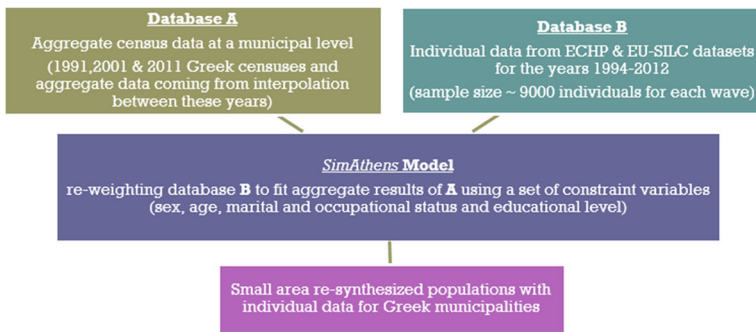 Database A
Aggregate census data at a municipal level
(1991,2001 & 2011 Greek censuses and
aggregate data coming from interpolation
between these years)
Database B
Individual data from ECHP & EU-SILC datasets
for the years 1994-2012
(sample size ~ 9000 individuals for each wave)
SimAthens Model
re-weighting database B to fit aggregate results of A using a set of constraint variables
(sex, age, marital and occupational status and educational level)
Small area re-synthesized populations with
individual data for Greek municipalities